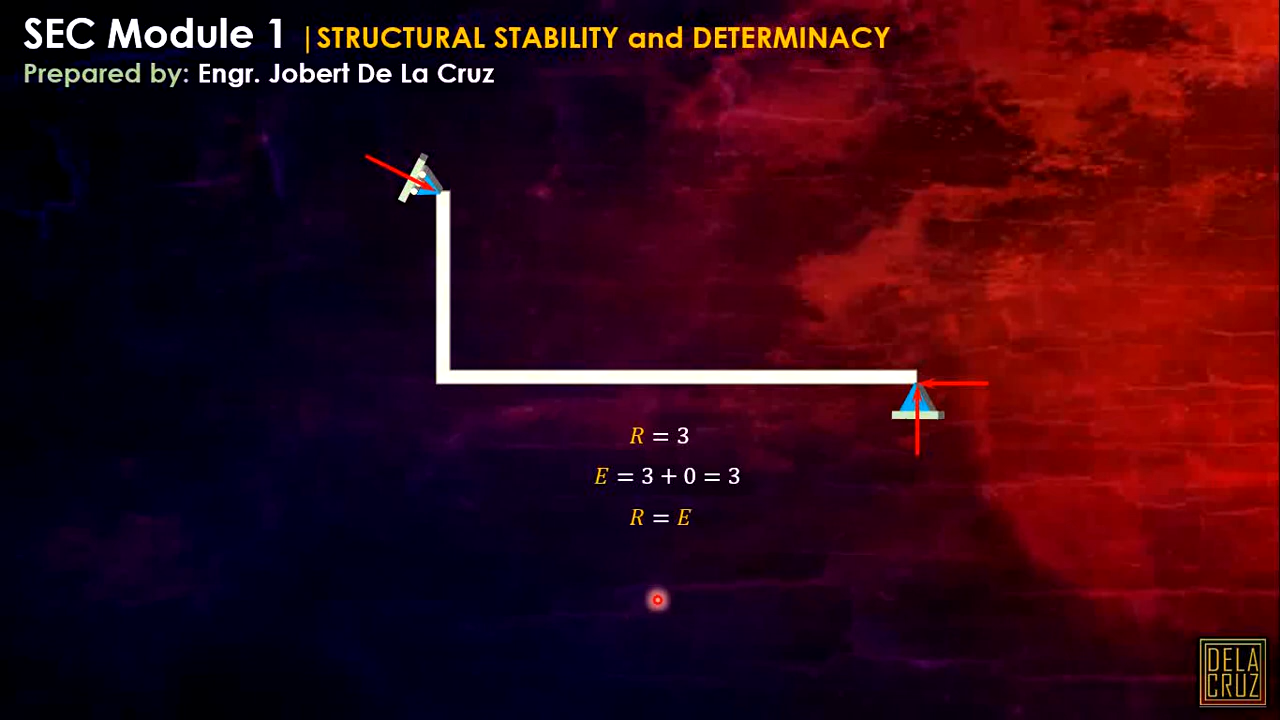 SEC Module 1 | STRUCTURAL STABILITY and DETERMINACY
Prepared by: Engr. Jobert De La Cruz
R = 3
E = 3 + 0 = 3
R = E
DELA
CRUZ